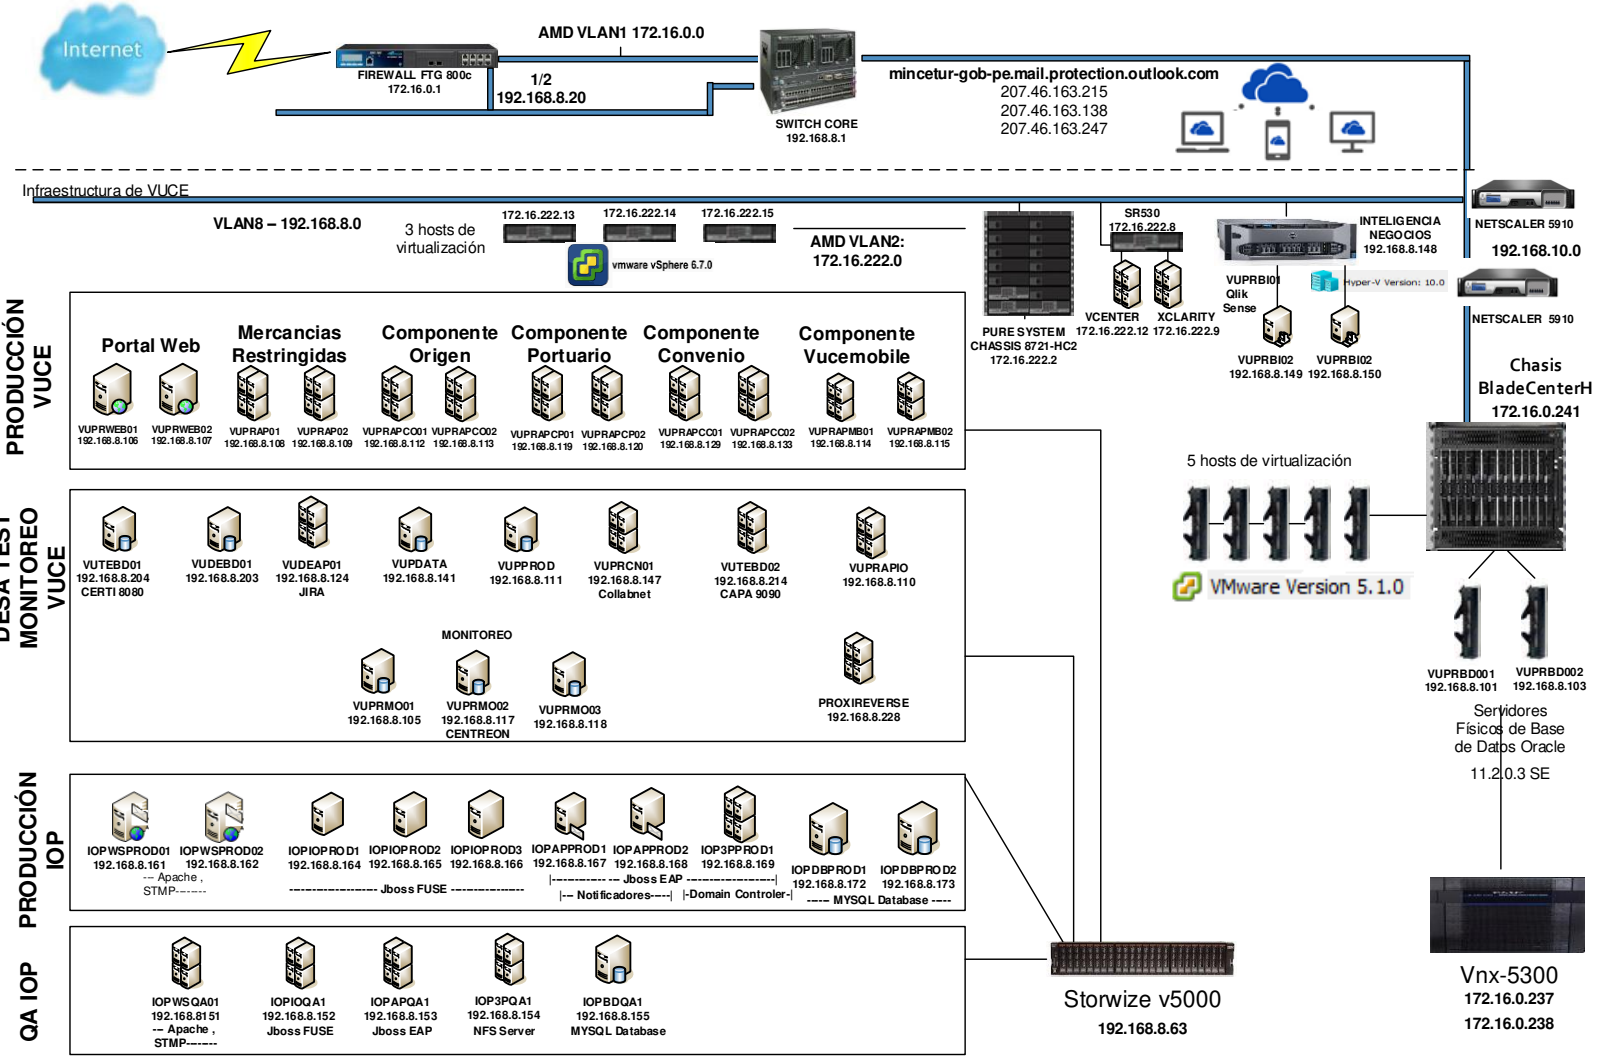 Internet
AMD VLAN1 172.16.0.0
FIREWALL FTG 800c
172.16.0.1
1/2
192.168.8.20
SWITCH CORE
192.168.8.1
mincetur-gob-pe.mail.protection.outlook.com
207.46.163.215
207.46.163.138
207.46.163.247
Infraestructura de VUCE
VLAN8 – 192.168.8.0
3 hosts de
virtualización
172.16.222.13
172.16.222.14
172.16.222.15
vmware vSphere 6.7.0
AMD VLAN2:
172.16.222.0
PURE SYSTEM
CHASSIS 8721-HC2
172.16.222.2
SR530
172.16.222.8
VCENTER
172.16.222.12
XCLARITY
172.16.222.9
INTELIGENCIA
NEGOCIOS
192.168.8.148
VUPRBI01
Qlik
Sense
Hyper-V Version: 10.0
VUPRBI02
192.168.8.149
VUPRBI02
192.168.8.150
NETSCALER 5910
192.168.10.0
NETSCALER 5910
Chasis
BladeCenterH
172.16.0.241
PRODUCCIÓN
VUCE
Portal Web
Mercancias
Restringidas
Componente
Origen
Componente
Portuario
Componente
Convenio
Componente
Vucemobile
VUPRWEB01
192.168.8.106
VUPRWEB02
192.168.8.107
VUPRAP01
192.168.8.108
VUPRAP02
192.168.8.109
VUPRAPCO01
192.168.8.112
VUPRAPCO02
192.168.8.113
VUPRAPCP01
192.168.8.119
VUPRAPCP02
192.168.8.120
VUPRAPCC01
192.168.8.129
VUPRAPCC02
192.168.8.133
VUPRAPMB01
192.168.8.114
VUPRAPMB02
192.168.8.115
5 hosts de virtualización
VMware Version 5.1.0
DESA TEST
MONITOREO
VUCE
VUTEBD01
192.168.8.204
CERTI 8080
VUDEBD01
192.168.8.203
VUDEAP01
192.168.8.124
JIRA
VUPDATA
192.168.8.141
VUPPROD
192.168.8.111
VUPRCN01
192.168.8.147
Collabnet
VUTEBD02
192.168.8.214
CAPA 9090
VUPRAPIO
192.168.8.110
MONITOREO
VUPRMO01
192.168.8.105
VUPRMO02
192.168.8.117
CENTREON
VUPRMO03
192.168.8.118
PROXIREVERSE
192.168.8.228
VUPRBD001
192.168.8.101
VUPRBD002
192.168.8.103
Servidores
Físicos de Base
de Datos Oracle
11.2.0.3 SE
PRODUCCCIÓN
IOP
IOPWSPROD01
192.168.8.161
IOPWSPROD02
192.168.8.162
--- Apache ,
STMP-------
IOPIOPROD1
192.168.8.164
IOPIOPROD2
192.168.8.165
IOPIOPROD3
192.168.8.166
------------------- Jboss FUSE ------------------
IOPAPPROD1
192.168.8.167
IOPAPPROD2
192.168.8.168
IOP3PPROD1
192.168.8.169
|------------- --- Jboss EAP ---------------------|
|--- Notificadores-----|
|-Domain Controler-|
IOPDBPROD1
192.168.8.172
IOPDBPROD2
192.168.8.173
------ MYSQL Database -----
QA IOP
IOPWSQA01
192.168.8151
--- Apache ,
STMP--------
IOPIOQA1
192.168.8.152
Jboss FUSE
IOPAPQA1
192.168.8.153
Jboss EAP
IOP3PQA1
192.168.8.154
NFS Server
IOPBDQA1
192.168.8.155
MYSQL Database
Storwize v5000
192.168.8.63
Vnx-5300
172.16.0.237
172.16.0.238